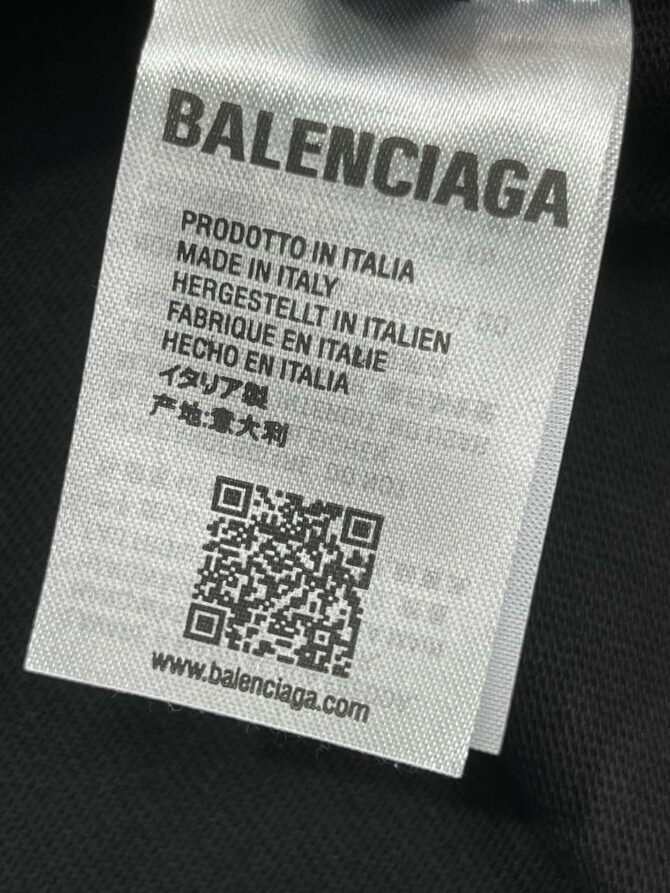 BALENCIAGA
PRODOTTO IN ITALIA
MADE IN ITALY
HERGESTELLT IN ITALIEN
FABRIQUE EN ITALIE
HECHO EN ITALIA
イタリア製
产地:意大利
www.balenciaga.com